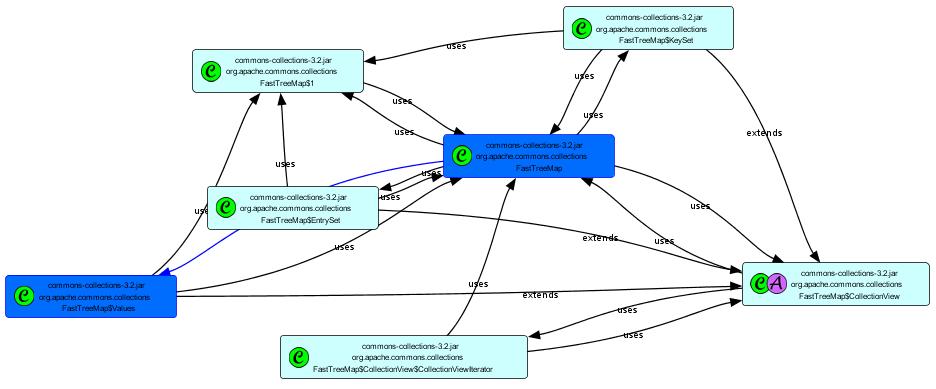 commons-collections-3.2.jar
org.apache.commons.collections
FastTreeMap$KeySet
uses
commons-collections-3.2.jar
org.apache.commons.collections
FastTreeMap$1
uses
uses
uses
uses
extends
uses
commons-collections-3.2.jar
org.apache.commons.collections
FastTreeMap
uses
uses
uses
commons-collections-3.2.jar
org.apache.commons.collections
FastTreeMap$EntrySet
uses
uses
uses
extends
uses
commons-collections-3.2.jar
org.apache.commons.collections
FastTreeMap$CollectionView
commons-collections-3.2.jar
org.apache.commons.collections
FastTreeMap$Values
uses
extends
uses
uses
commons-collections-3.2.jar
org.apache.commons.collections
FastTreeMap$CollectionView$CollectionViewIterator